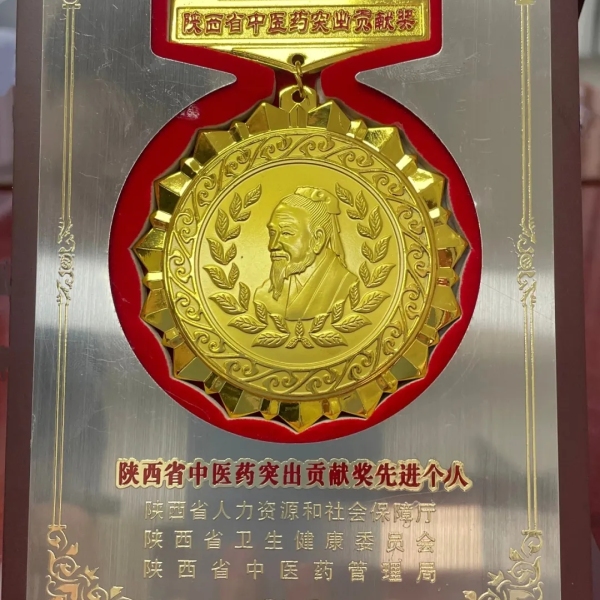 陕西省中医药突出贡献奖
陕西省中医药突出贡献奖先进个人
陕西省人力资源和社会保障厅
陕西省卫生健康委员会
陕西省中医药管理局